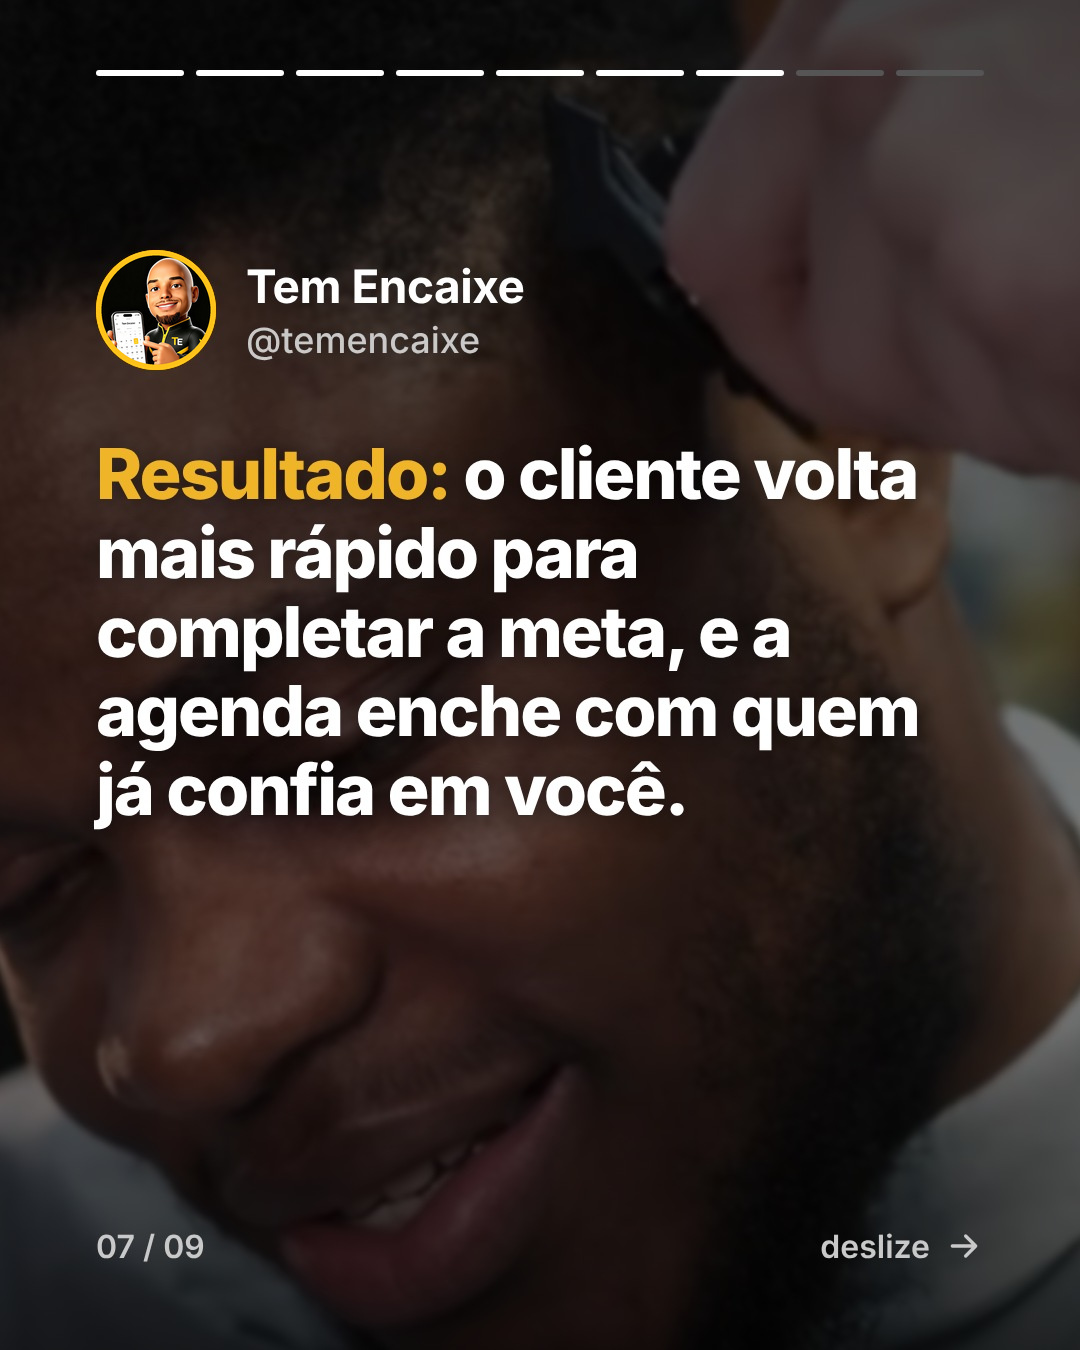 Tem Encaixe
@temencaixe
Resultado: o cliente volta
mais rápido para
completar a meta, e a
agenda enche com quem
já confia em você.
07 / 09
deslize →